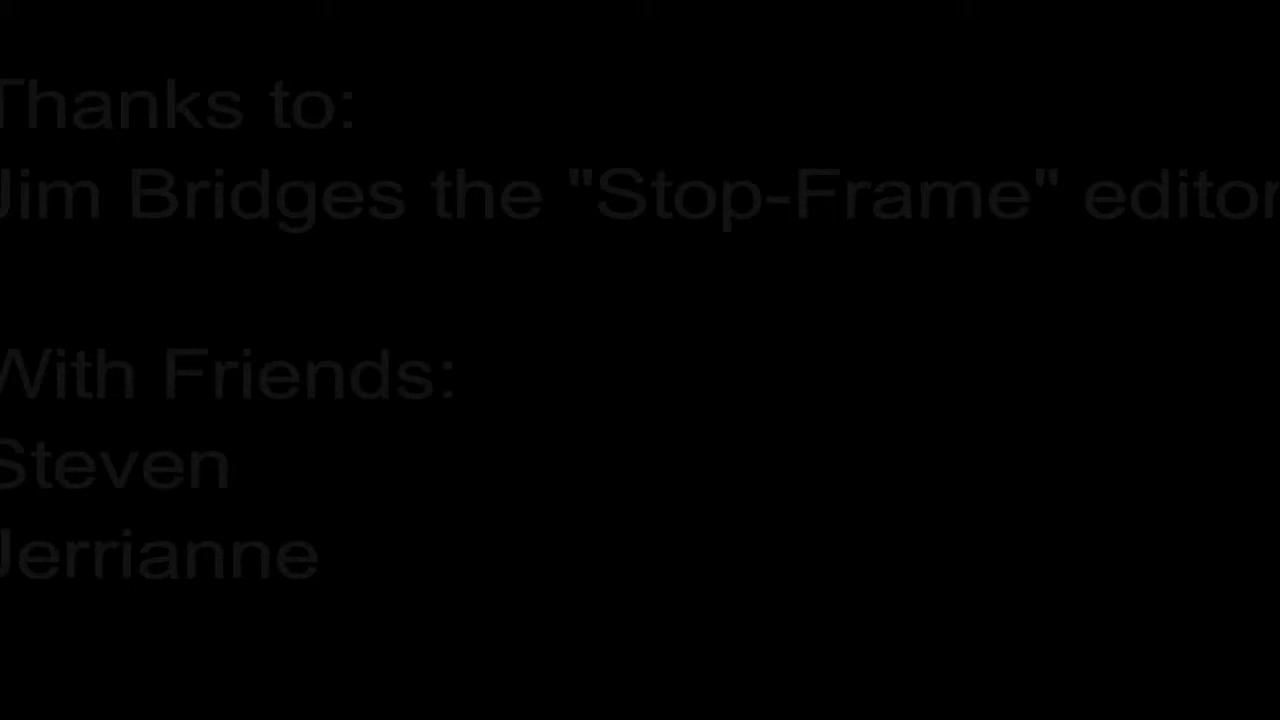 Thanks to:
Jim Bridges the "Stop-Frame" editor
With Friends:
Steven
Jerrianne